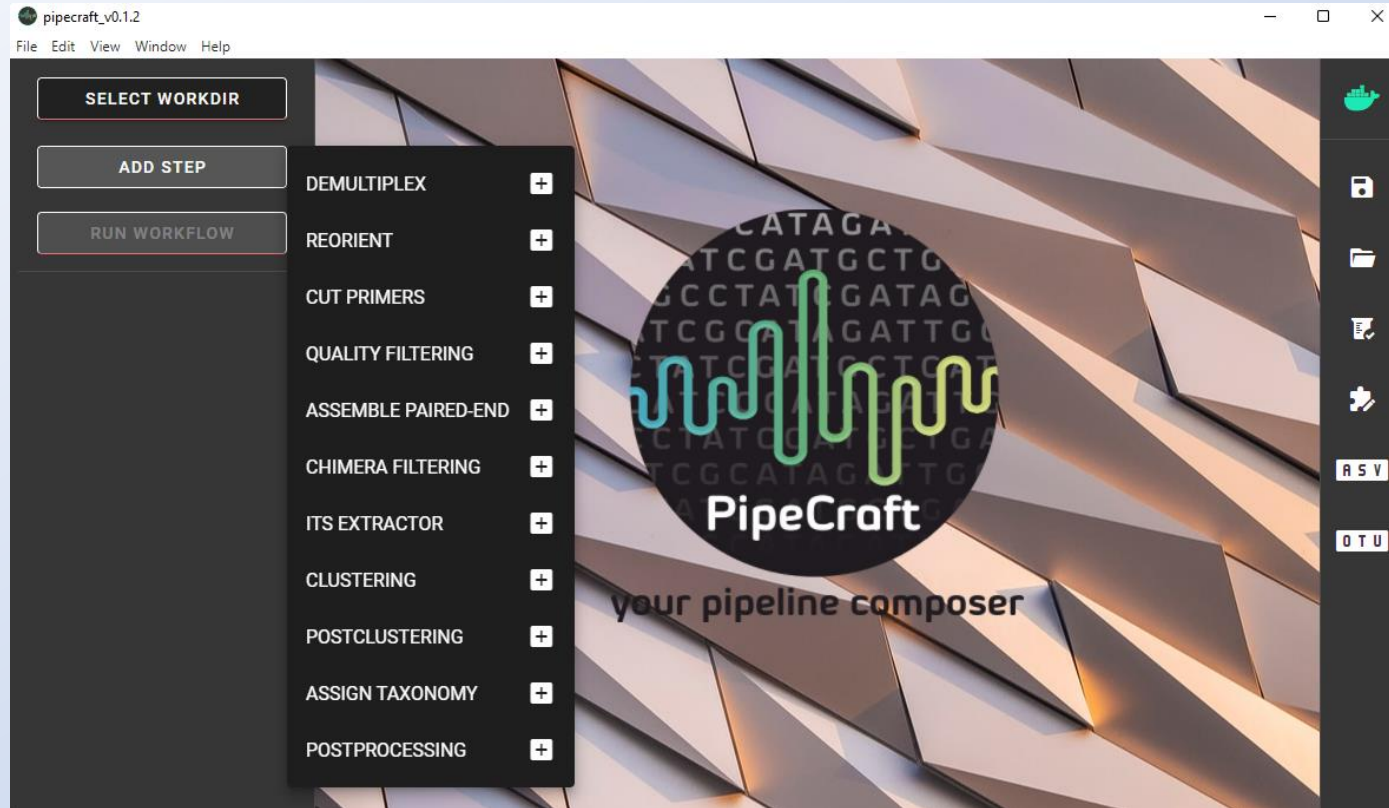 pipecraft_v0.1.2
File Edit View Window Help
SELECT WORKDIR
ADD STEP
RUN WORKFLOW
DEMULTIPLEX
REORIENT
CUT PRIMERS
QUALITY FILTERING
ASSEMBLE PAIRED-END
CHIMERA FILTERING
ITS EXTRACTOR
CLUSTERING
POSTCLUSTERING
ASSIGN TAXONOMY
POSTPROCESSING
PipeCraft
your pipeline composer
ASV
OTU